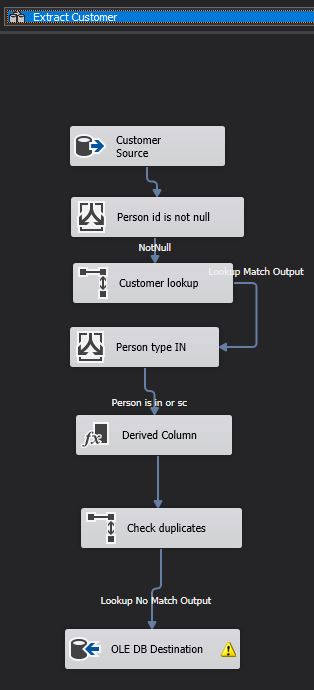 Extract Customer
Customer
Source
Person id is not null
NotNull
Lookup Match Output
Customer lookup
Person type IN
Person is in or sc
Derived Column
Check duplicates
Lookup No Match Output
OLE DB Destination